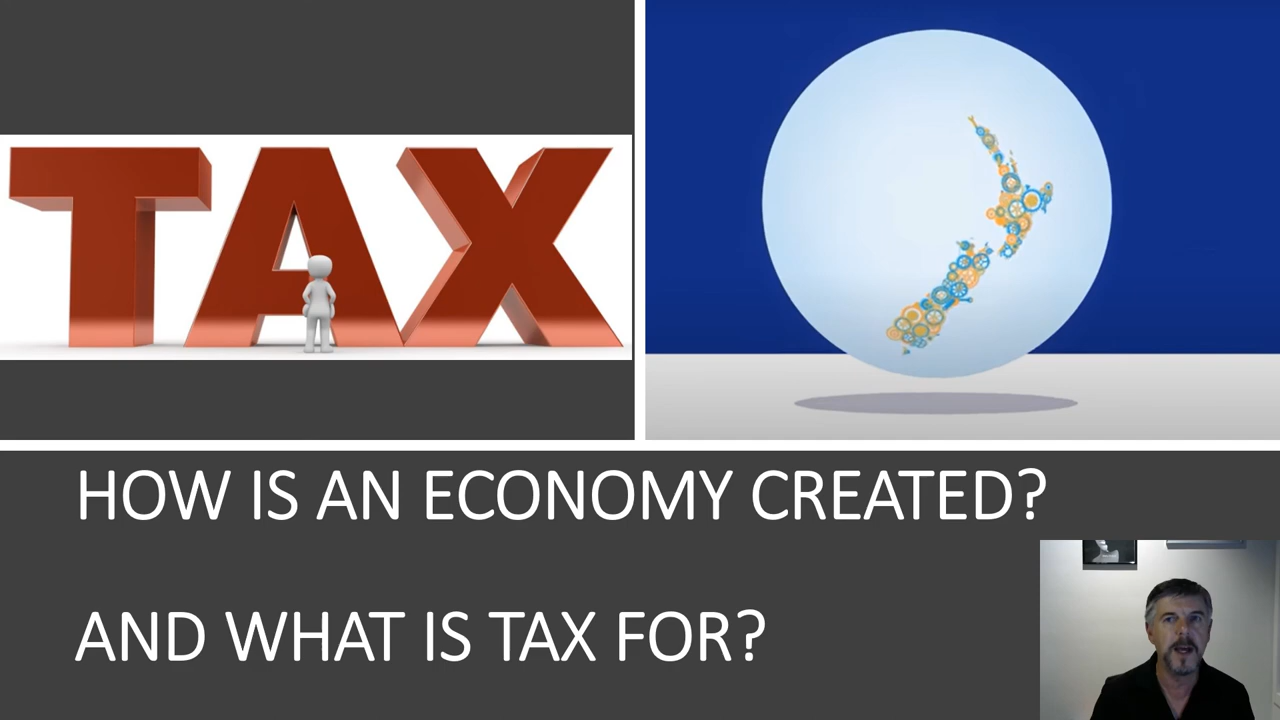 TAX
HOW IS AN ECONOMY CREATED?
AND WHAT IS TAX FOR?